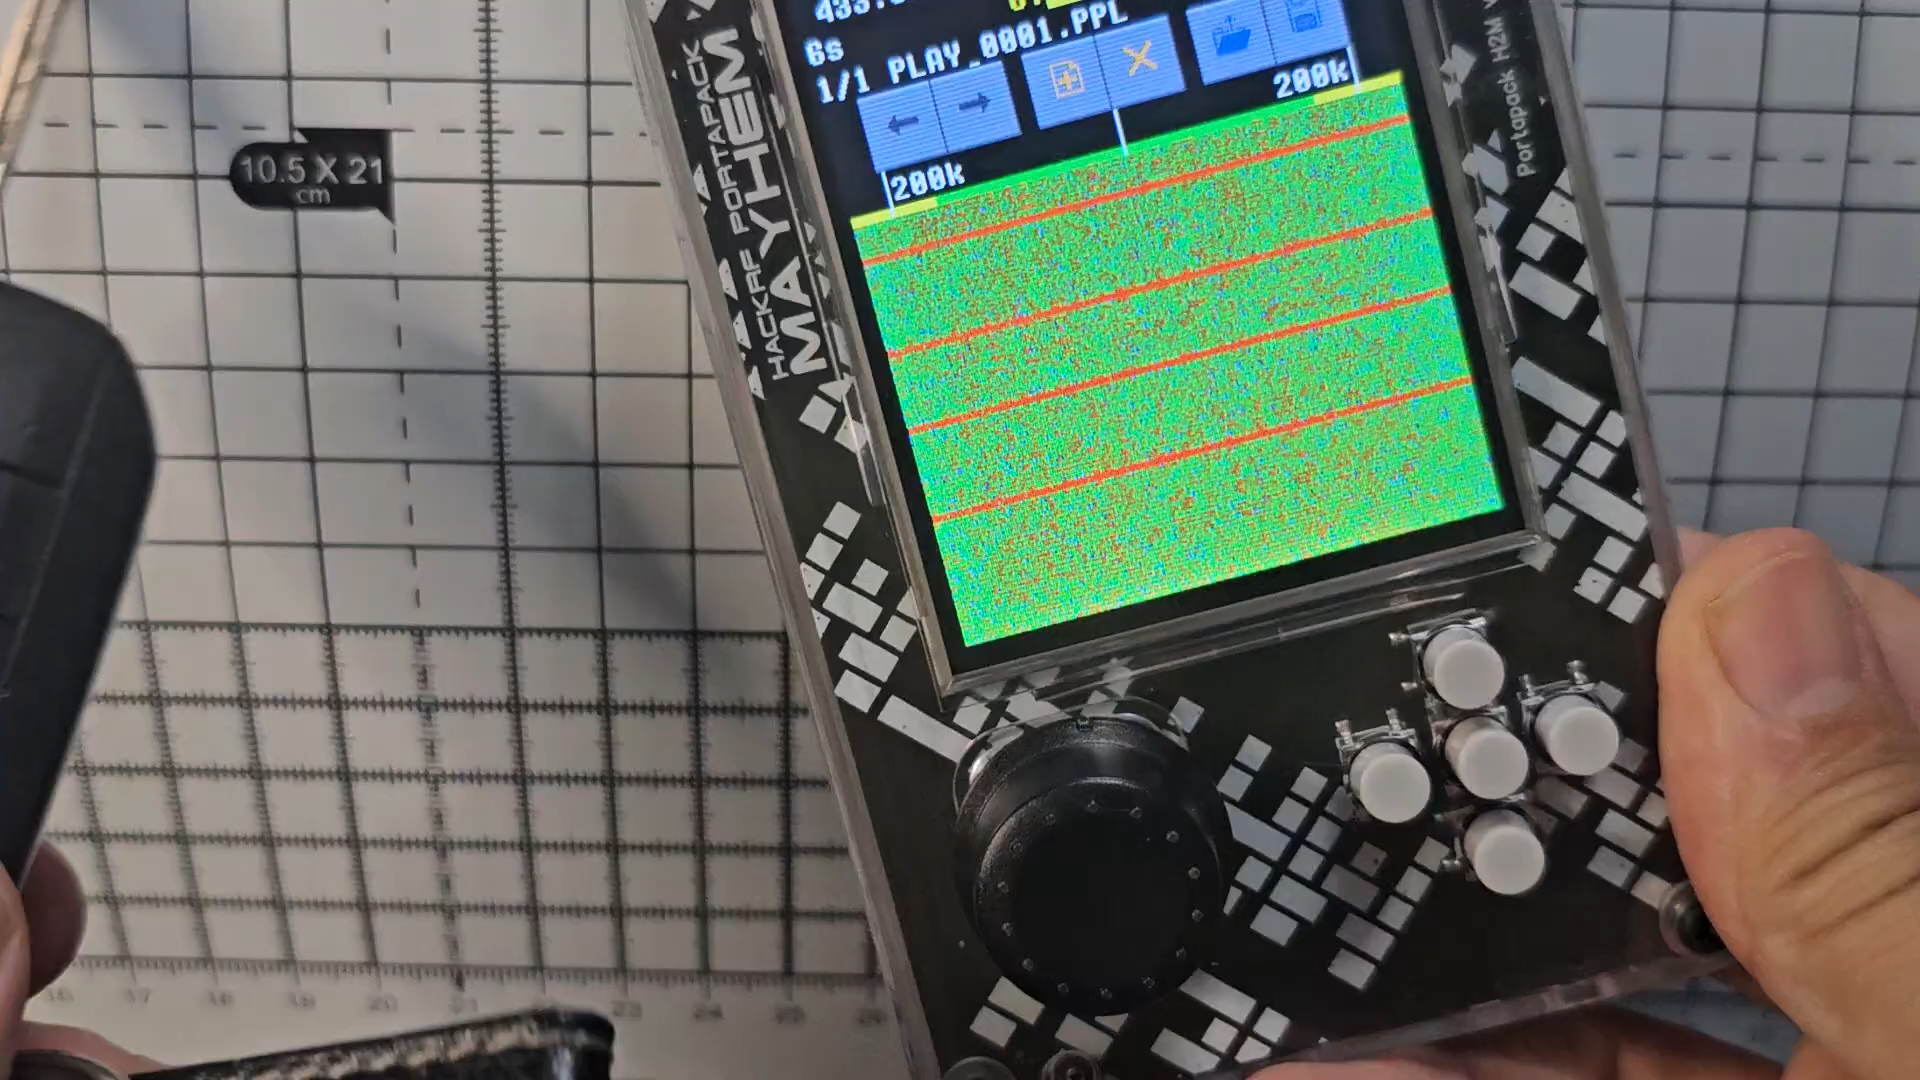 6s
1/1 PLAY_0001.PPL
200k
200k
10.5 X 21
cm
HACKRF PORTAPACK
MAYHEM
Portapack H2M